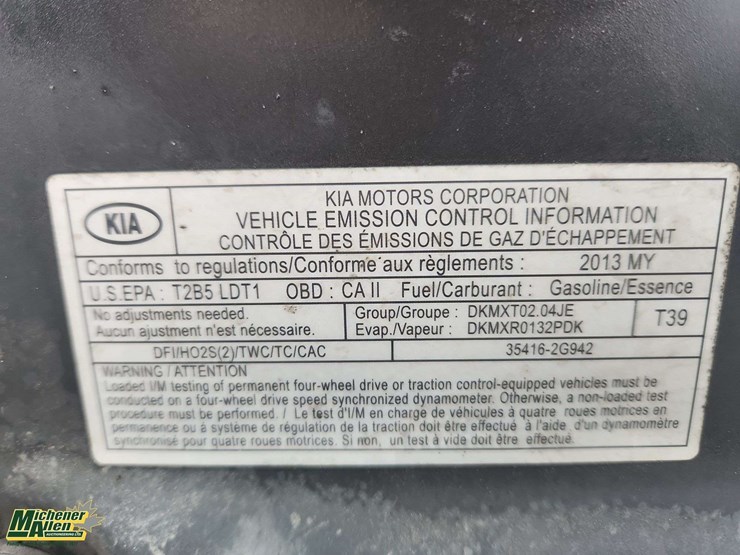 KIA
KIA MOTORS CORPORATION
VEHICLE EMISSION CONTROL INFORMATION
CONTRÔLE DES ÉMISSIONS DE GAZ D'ÉCHAPPEMENT
Conforms to regulations/Conforme aux règlements : 2013 MY
U.S.EPA : T2B5 LDT1 OBD : CA II Fuel/Carburant : Gasoline/Essence
No adjustments needed.
Aucun ajustment n'est nécessaire.
Group/Groupe : DKMXT02.04JE
Evap./Vapeur : DKMXR0132PDK
T39
DFI/HO2S(2)/TWC/TC/CAC 35416-2G942
WARNING / ATTENTION
Loaded I/M testing of permanent four-wheel drive or traction control-equipped vehicles must be
conducted on a four-wheel drive speed synchronized dynamometer. Otherwise, a non-loaded test
procedure must be performed. / Le test d'I/M en charge de véhicules à quatre roues motrices en
permanence ou à système de régulation de la traction doit être effectué à l'aide d'un dynamomètre
synchronisé pour quatre roues motrices. Si non, un test à vide doit être effectué.
Michener
Allen
AUCTIONEERING LTD.